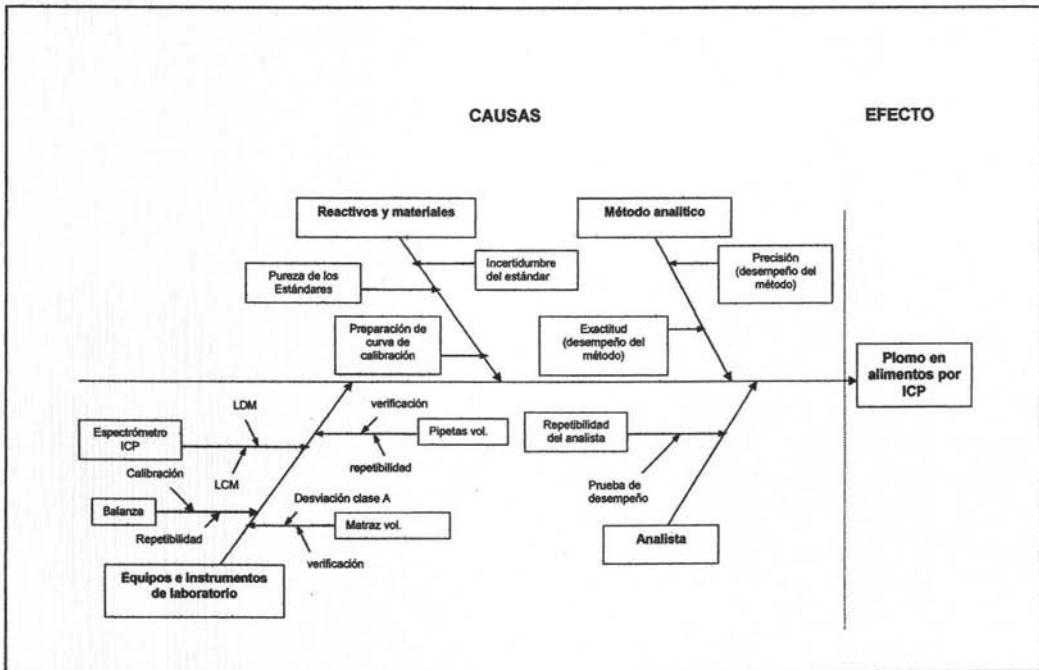 CAUSAS
EFECTO
Reactivos y materiales
Método analitico
Incertidumbre
del estándar
Precisión
(desempeño del
método)
Pureza de los
Estándares
Preparación de
curva de
calibración
Exactitud
(desempeño del
método)
Plomo en
alimentos por
ICP
LDM
verificación
Espectrómetro
ICP
Pipetas vol.
Repetibilidad
del analista
Calibración
LCM
repetibilidad
Prueba de
desempeño
Desviación clase A
Balanza
Matraz vol.
Repetibilidad
verificación
Analista
Equipos e instrumentos
de laboratorio